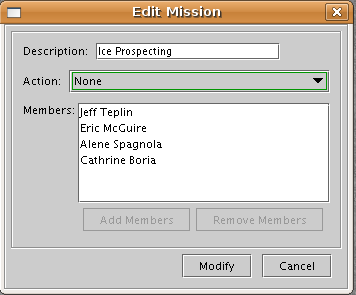 Edit Mission
Description: Ice Prospecting
Action: None
Members: Jeff Teplin
Eric McGuire
Alene Spagnola
Cathrine Boria
Add Members Remove Members
Modify Cancel